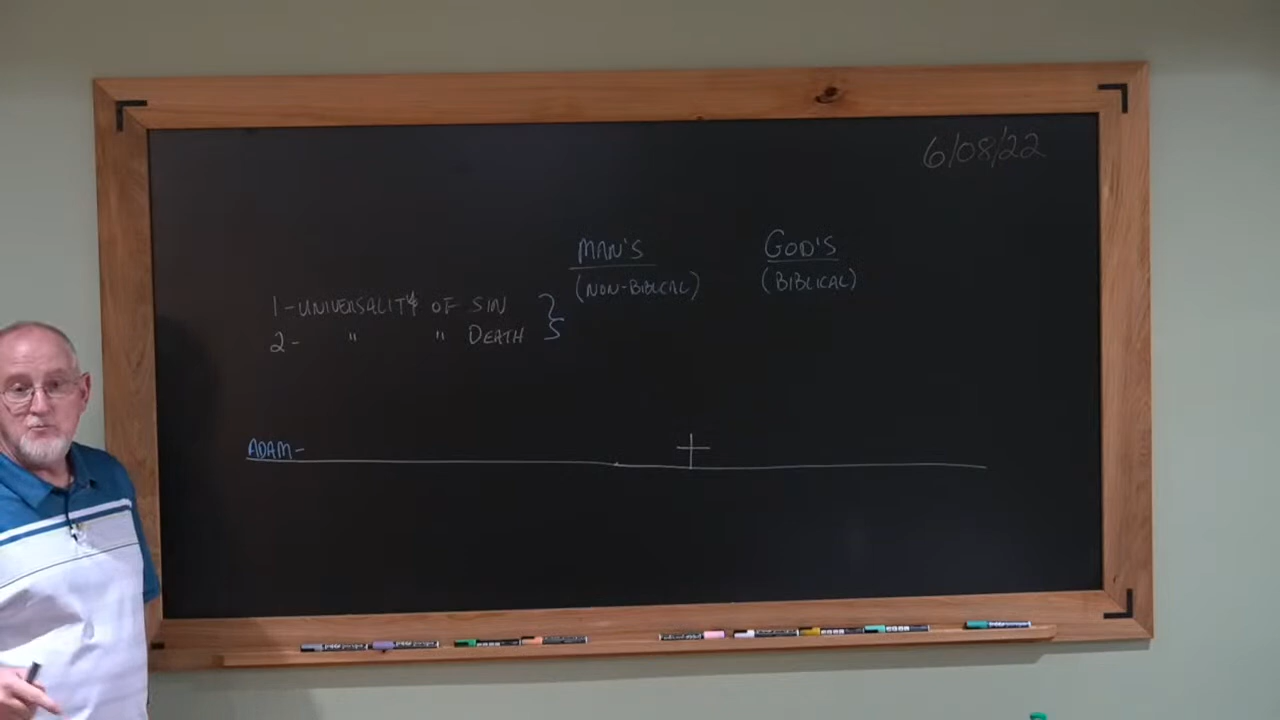 6/08/22
MAN'S GOD'S
(NON-BIBLICAL) (BIBLICAL)
1-UNIVERSALITY OF SIN }
2- " " DEATH
ADAM-